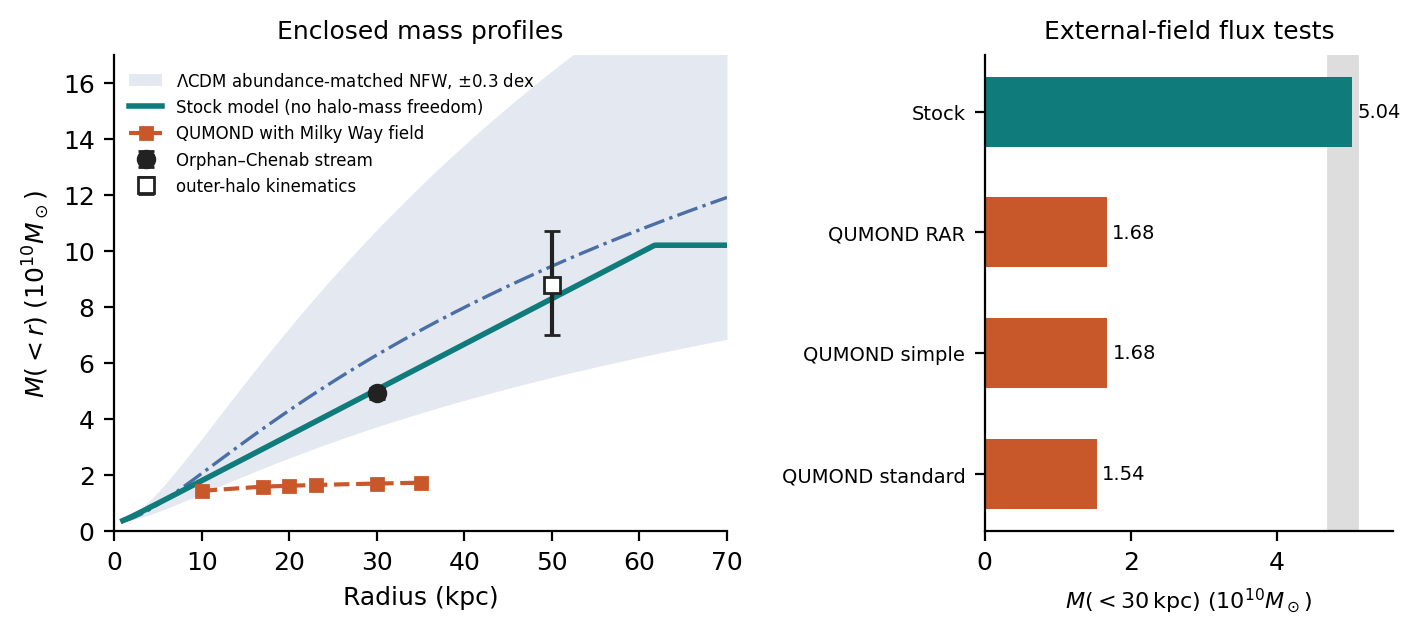 Enclosed mass profiles
16
14
12
10
8
6
4
2
0
M(< r) (10¹⁰M⊙)
ΛCDM abundance-matched NFW, ±0.3 dex
Stock model (no halo-mass freedom)
QUMOND with Milky Way field
Orphan–Chenab stream
outer-halo kinematics
0 10 20 30 40 50 60 70
Radius (kpc)
External-field flux tests
Stock 5.04
QUMOND RAR 1.68
QUMOND simple 1.68
QUMOND standard 1.54
0 2 4
M(< 30 kpc) (10¹⁰M⊙)